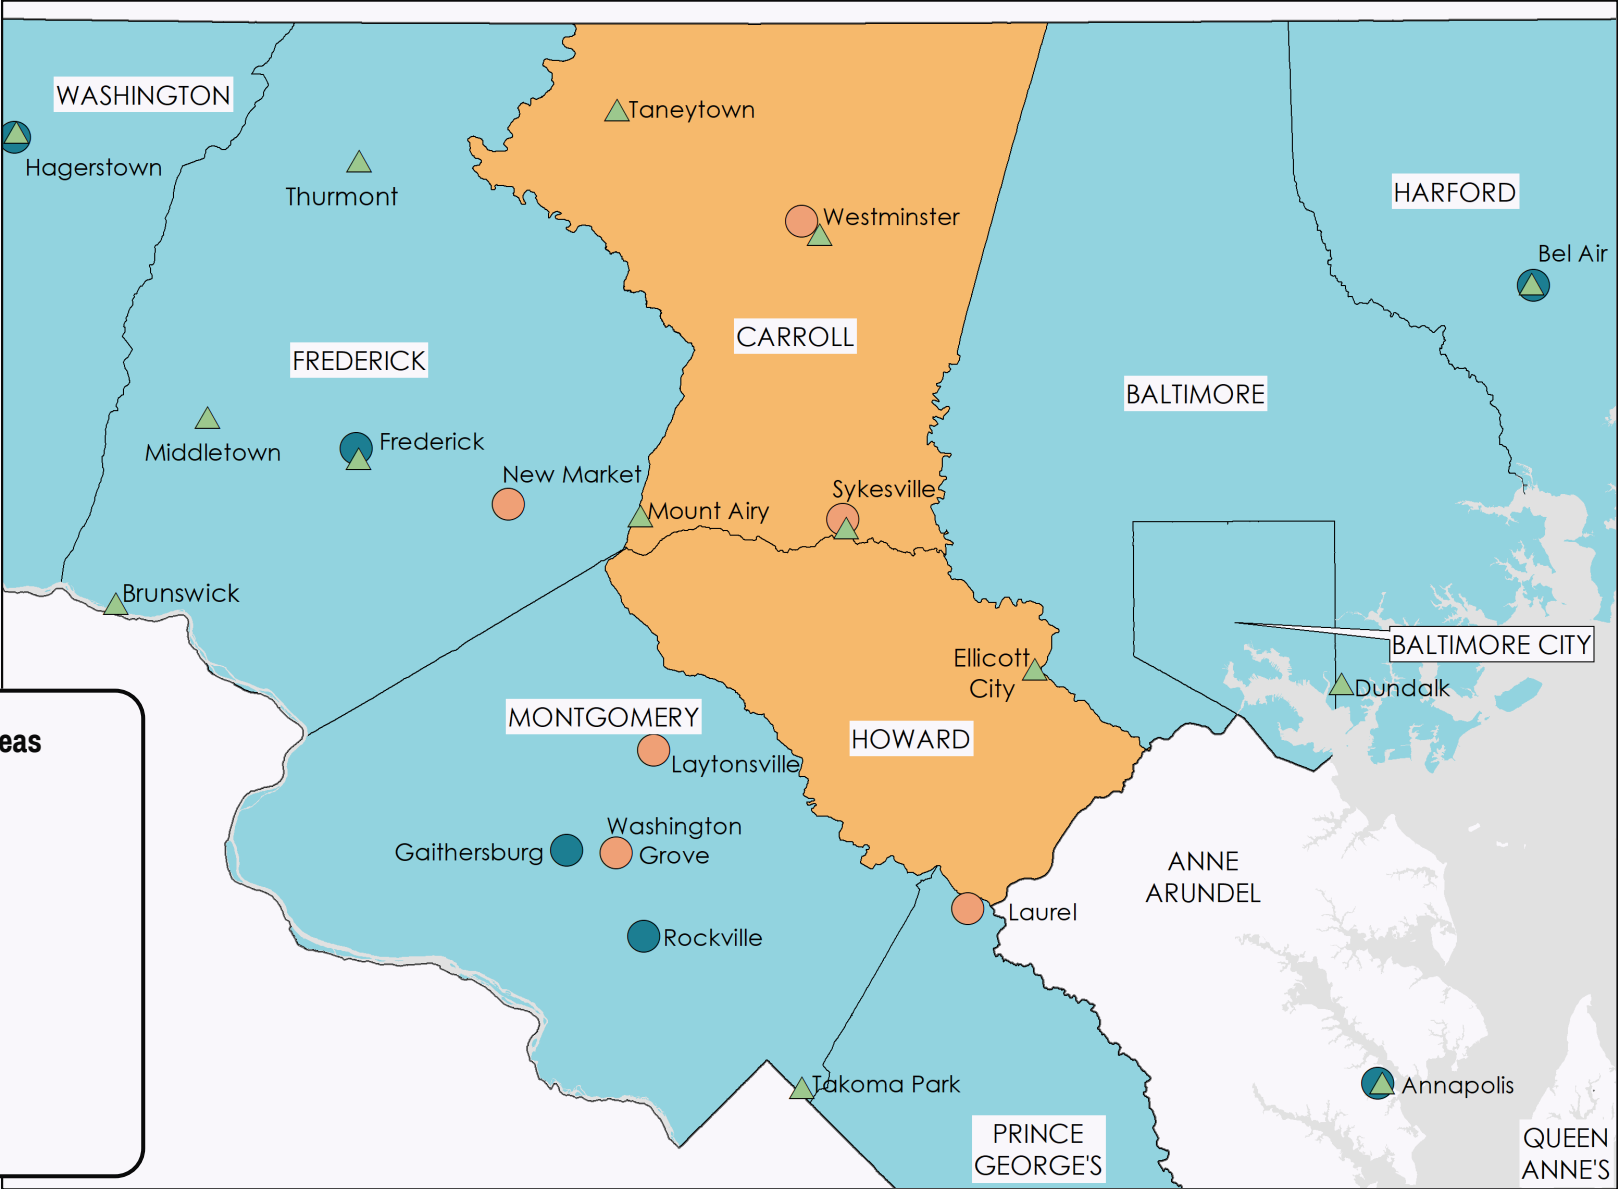 WASHINGTON
Hagerstown
Taneytown
Thurmont
Westminster
HARFORD
Bel Air
CARROLL
FREDERICK
BALTIMORE
Middletown
Frederick
New Market
Sykesville
Mount Airy
Brunswick
BALTIMORE CITY
Ellicott
City
Dundalk
MONTGOMERY
HOWARD
eas
Laytonsville
Washington
Grove
Gaithersburg
ANNE
ARUNDEL
Laurel
Rockville
Takoma Park
Annapolis
PRINCE
GEORGE'S
QUEEN
ANNE'S